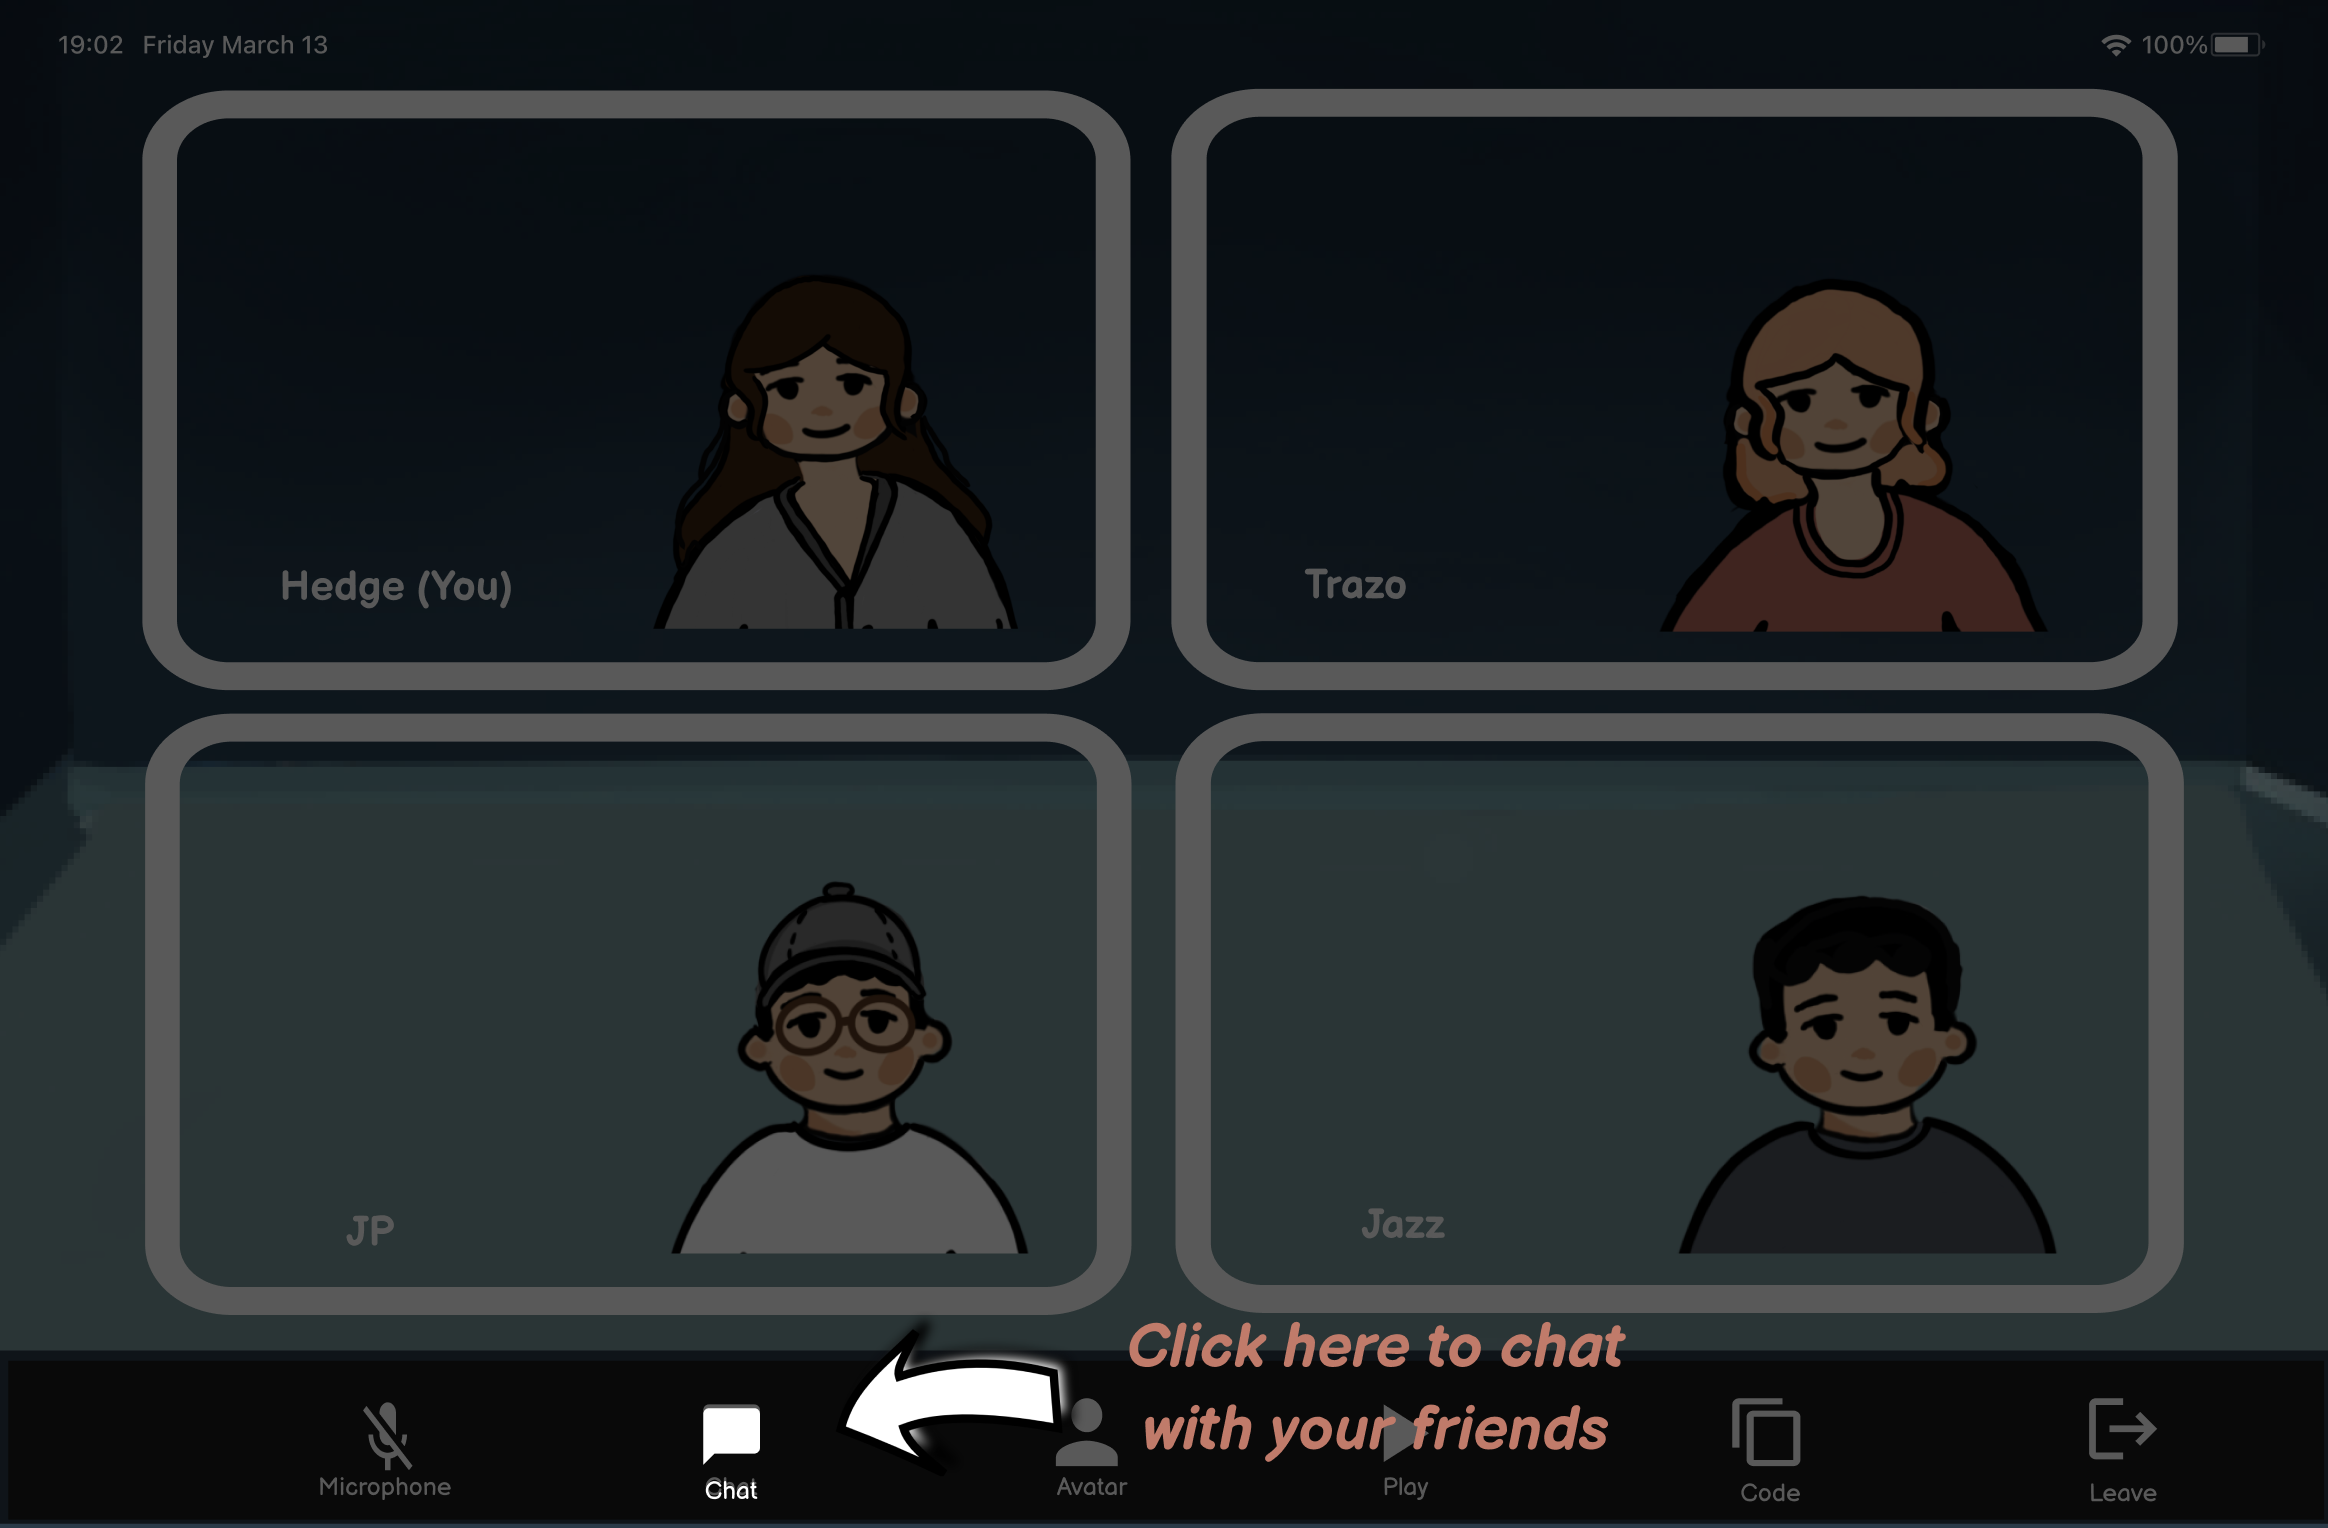 19:02 Friday March 13 100%
Hedge (You)
Trazo
JP
Jazz
Click here to chat
with your friends
Microphone
Chat
Avatar
Play
Code
Leave